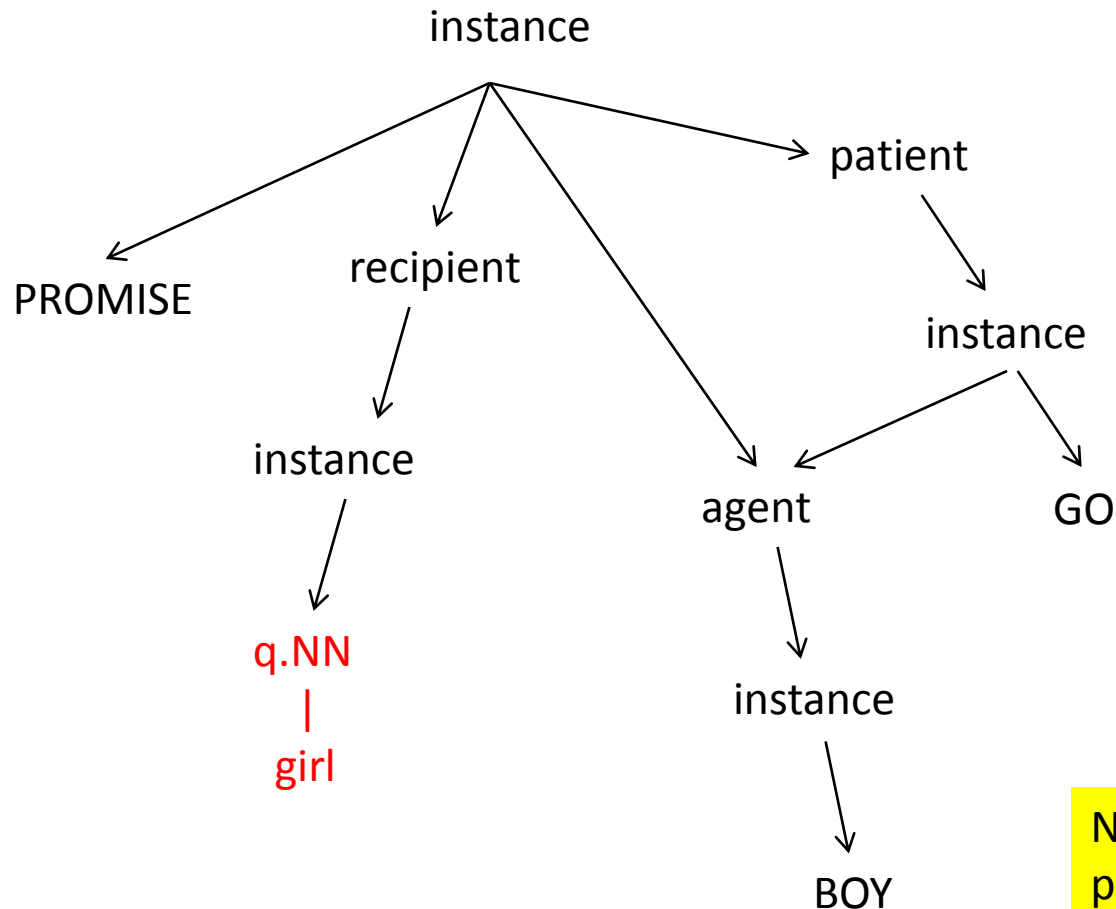 instance
patient
recipient
PROMISE
instance
instance
agent
GO
q.NN
|
girl
instance
BOY